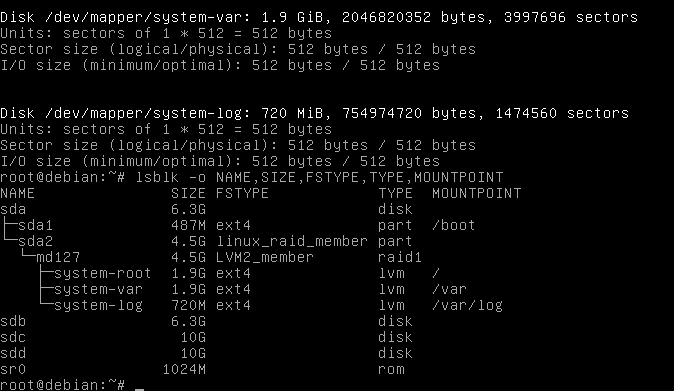 Disk /dev/mapper/system-var: 1.9 GiB, 2046820352 bytes, 3997696 sectors
Units: sectors of 1 * 512 = 512 bytes
Sector size (logical/physical): 512 bytes / 512 bytes
I/O size (minimum/optimal): 512 bytes / 512 bytes
Disk /dev/mapper/system-log: 720 MiB, 754974720 bytes, 1474560 sectors
Units: sectors of 1 * 512 = 512 bytes
Sector size (logical/physical): 512 bytes / 512 bytes
I/O size (minimum/optimal): 512 bytes / 512 bytes
root@debian:~# lsblk -o NAME,SIZE,FSTYPE,TYPE,MOUNTPOINT
NAME                SIZE FSTYPE            TYPE  MOUNTPOINT
sda                 6.3G                   disk
├─sda1              487M ext4              part  /boot
└─sda2              4.5G linux_raid_member part
  └─md127           4.5G LVM2_member       raid1
    ├─system-root   1.9G ext4              lvm   /
    ├─system-var    1.9G ext4              lvm   /var
    └─system-log    720M ext4              lvm   /var/log
sdb                 6.3G                   disk
sdc                  10G                   disk
sdd                  10G                   disk
sr0                1024M                   rom
root@debian:~# _